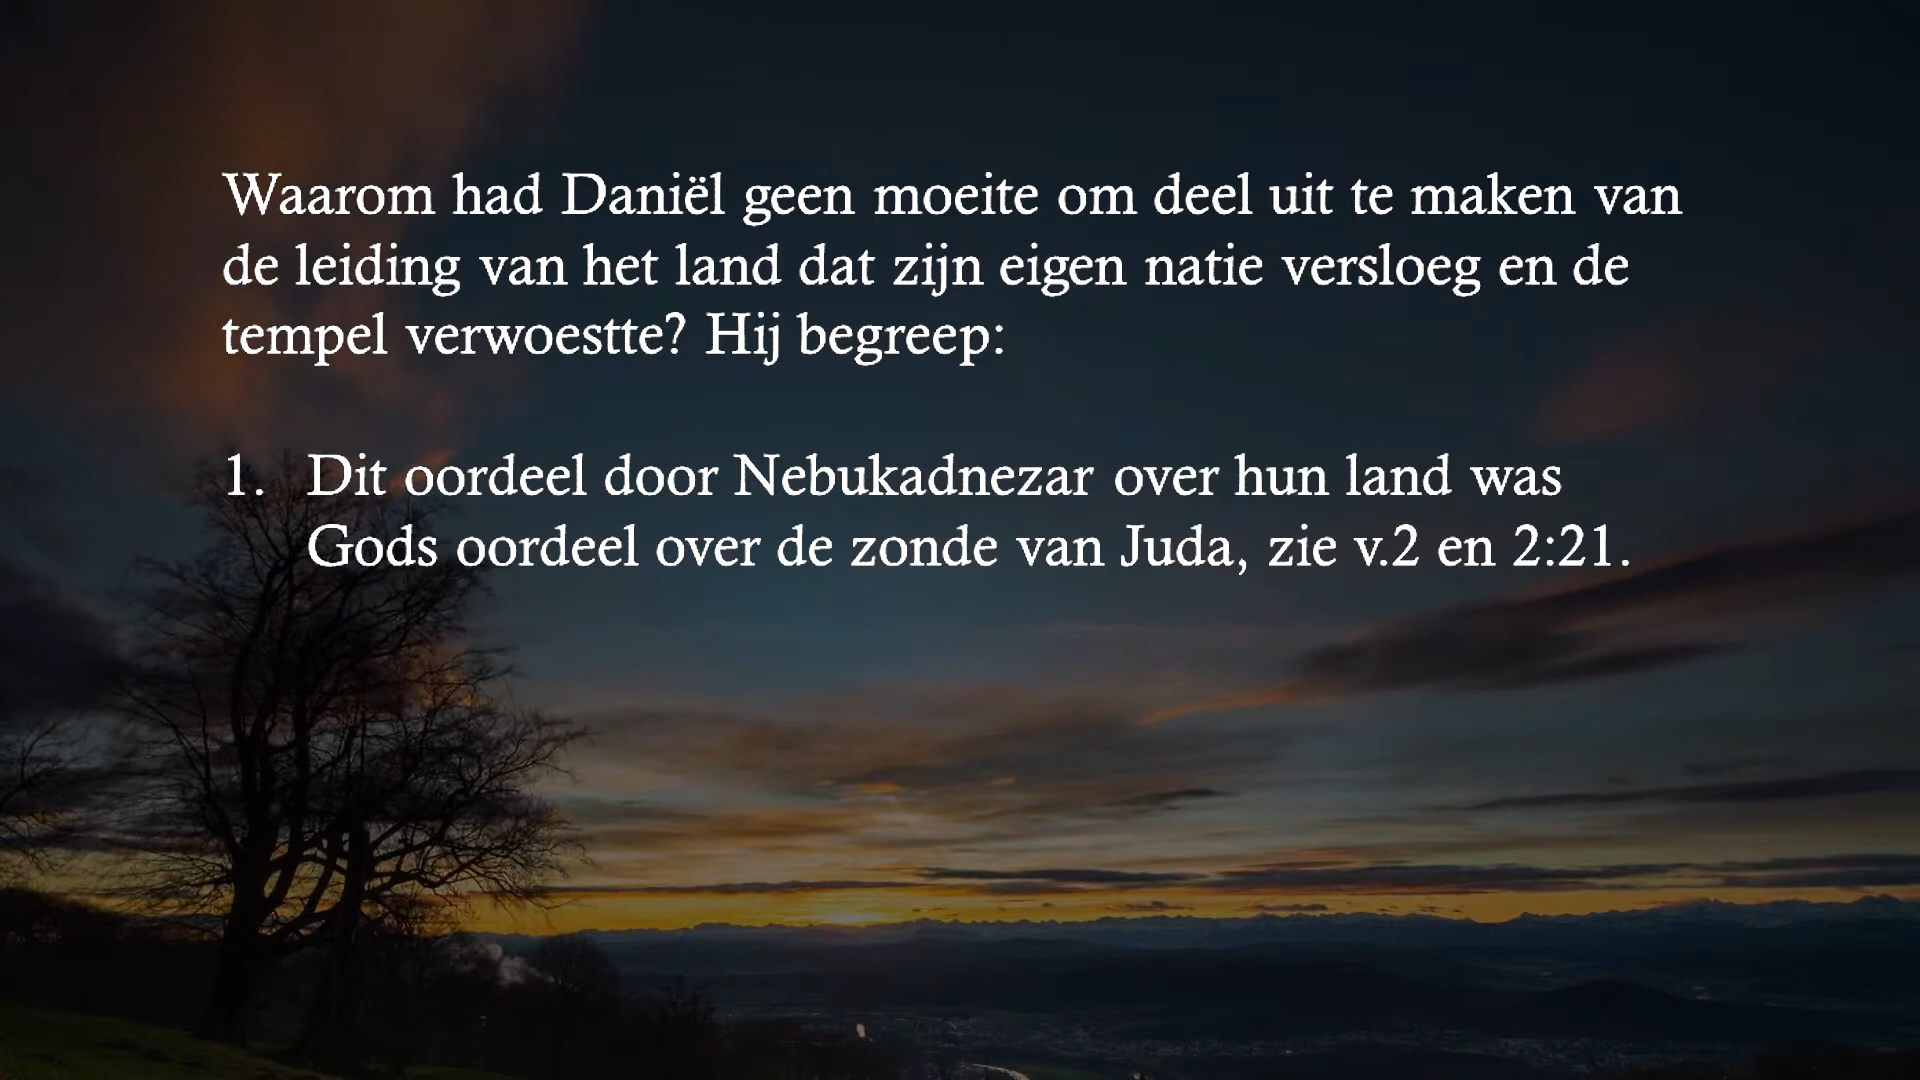 Waarom had Daniël geen moeite om deel uit te maken van
de leiding van het land dat zijn eigen natie versloeg en de
tempel verwoestte? Hij begreep:
1. Dit oordeel door Nebukadnezar over hun land was
Gods oordeel over de zonde van Juda, zie v.2 en 2:21.